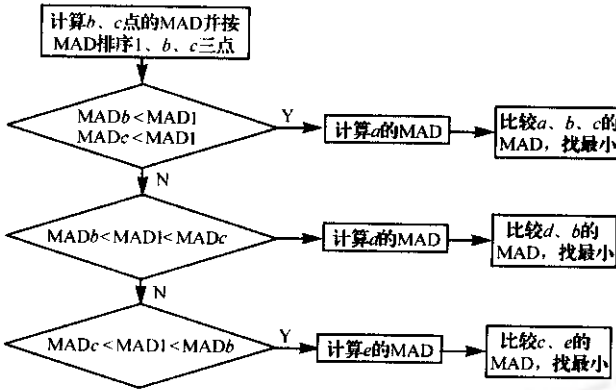 计算b、c点的MAD并按
MAD排序1、b、c三点
MADb<MAD1
MADc<MAD1
Y
计算a的MAD
比较a、b、c的
MAD，找最小
N
MADb<MAD1<MADc
计算d的MAD
比较d、b的
MAD，找最小
N
MADc<MAD1<MADb
Y
计算e的MAD
比较c、e的
MAD，找最小